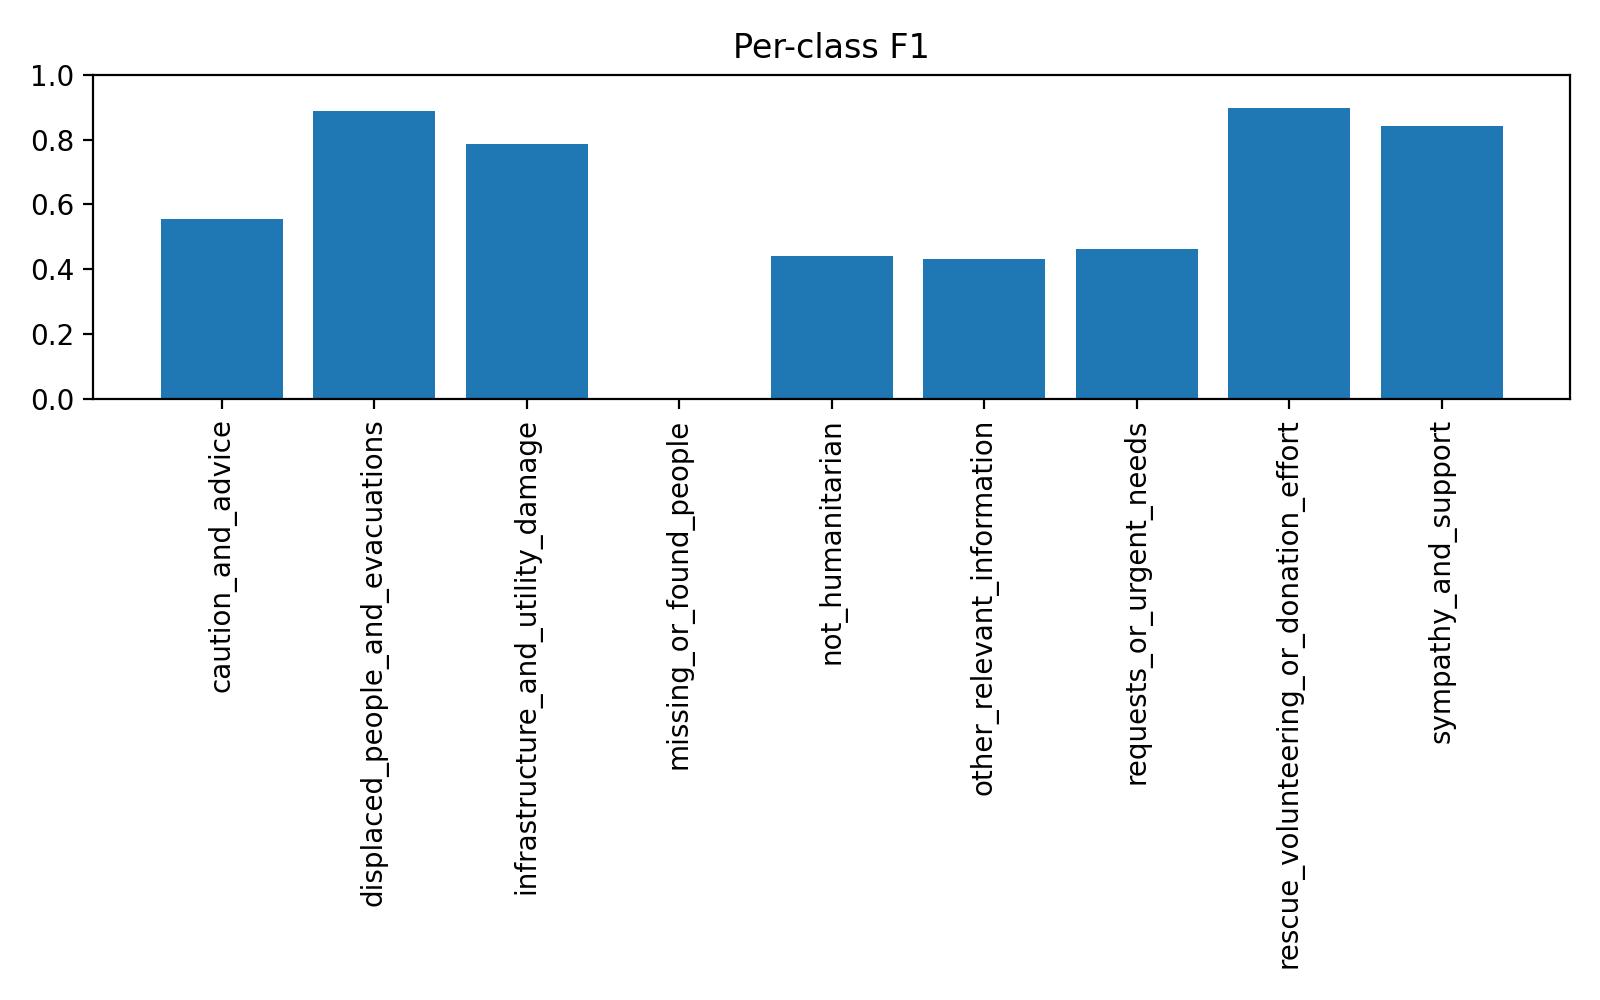 Per-class F1
1.0
0.8
0.6
0.4
0.2
0.0
caution_and_advice
displaced_people_and_evacuations
infrastructure_and_utility_damage
missing_or_found_people
not_humanitarian
other_relevant_information
requests_or_urgent_needs
rescue_volunteering_or_donation_effort
sympathy_and_support